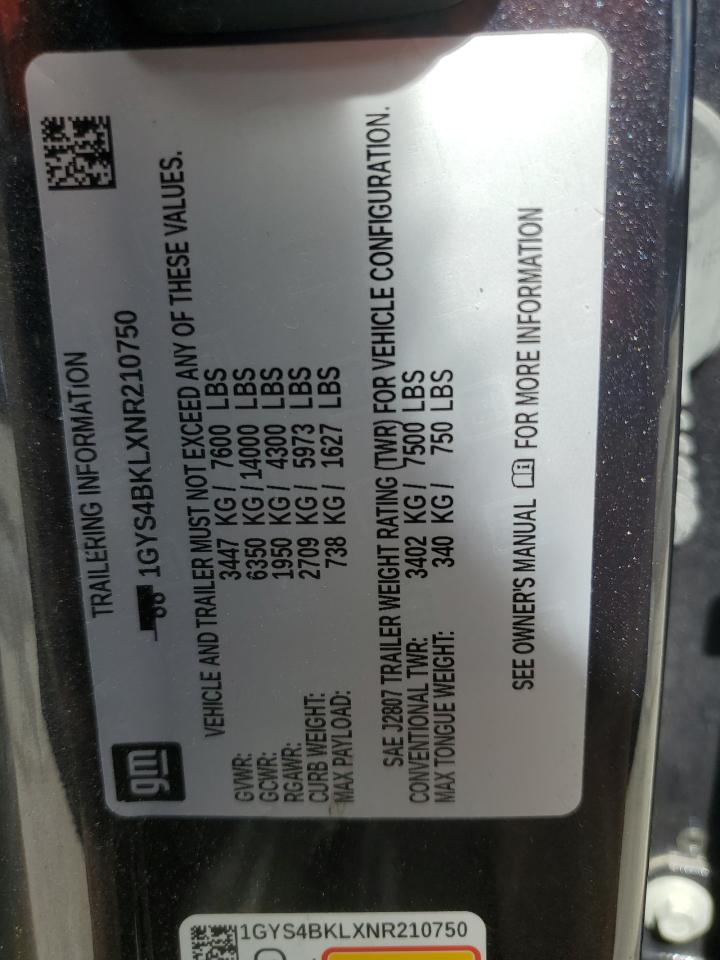 gm
TRAILERING INFORMATION
1GYS4BKLXNR210750
VEHICLE AND TRAILER MUST NOT EXCEED ANY OF THESE VALUES.
GVWR: 3447 KG / 7600 LBS
GCWR: 6350 KG / 14000 LBS
RGAWR: 1950 KG / 4300 LBS
CURB WEIGHT: 2709 KG / 5973 LBS
MAX PAYLOAD: 738 KG / 1627 LBS
SAE J2807 TRAILER WEIGHT RATING (TWR) FOR VEHICLE CONFIGURATION.
CONVENTIONAL TWR: 3402 KG / 7500 LBS
MAX TONGUE WEIGHT: 340 KG / 750 LBS
SEE OWNER'S MANUAL FOR MORE INFORMATION
1GYS4BKLXNR210750